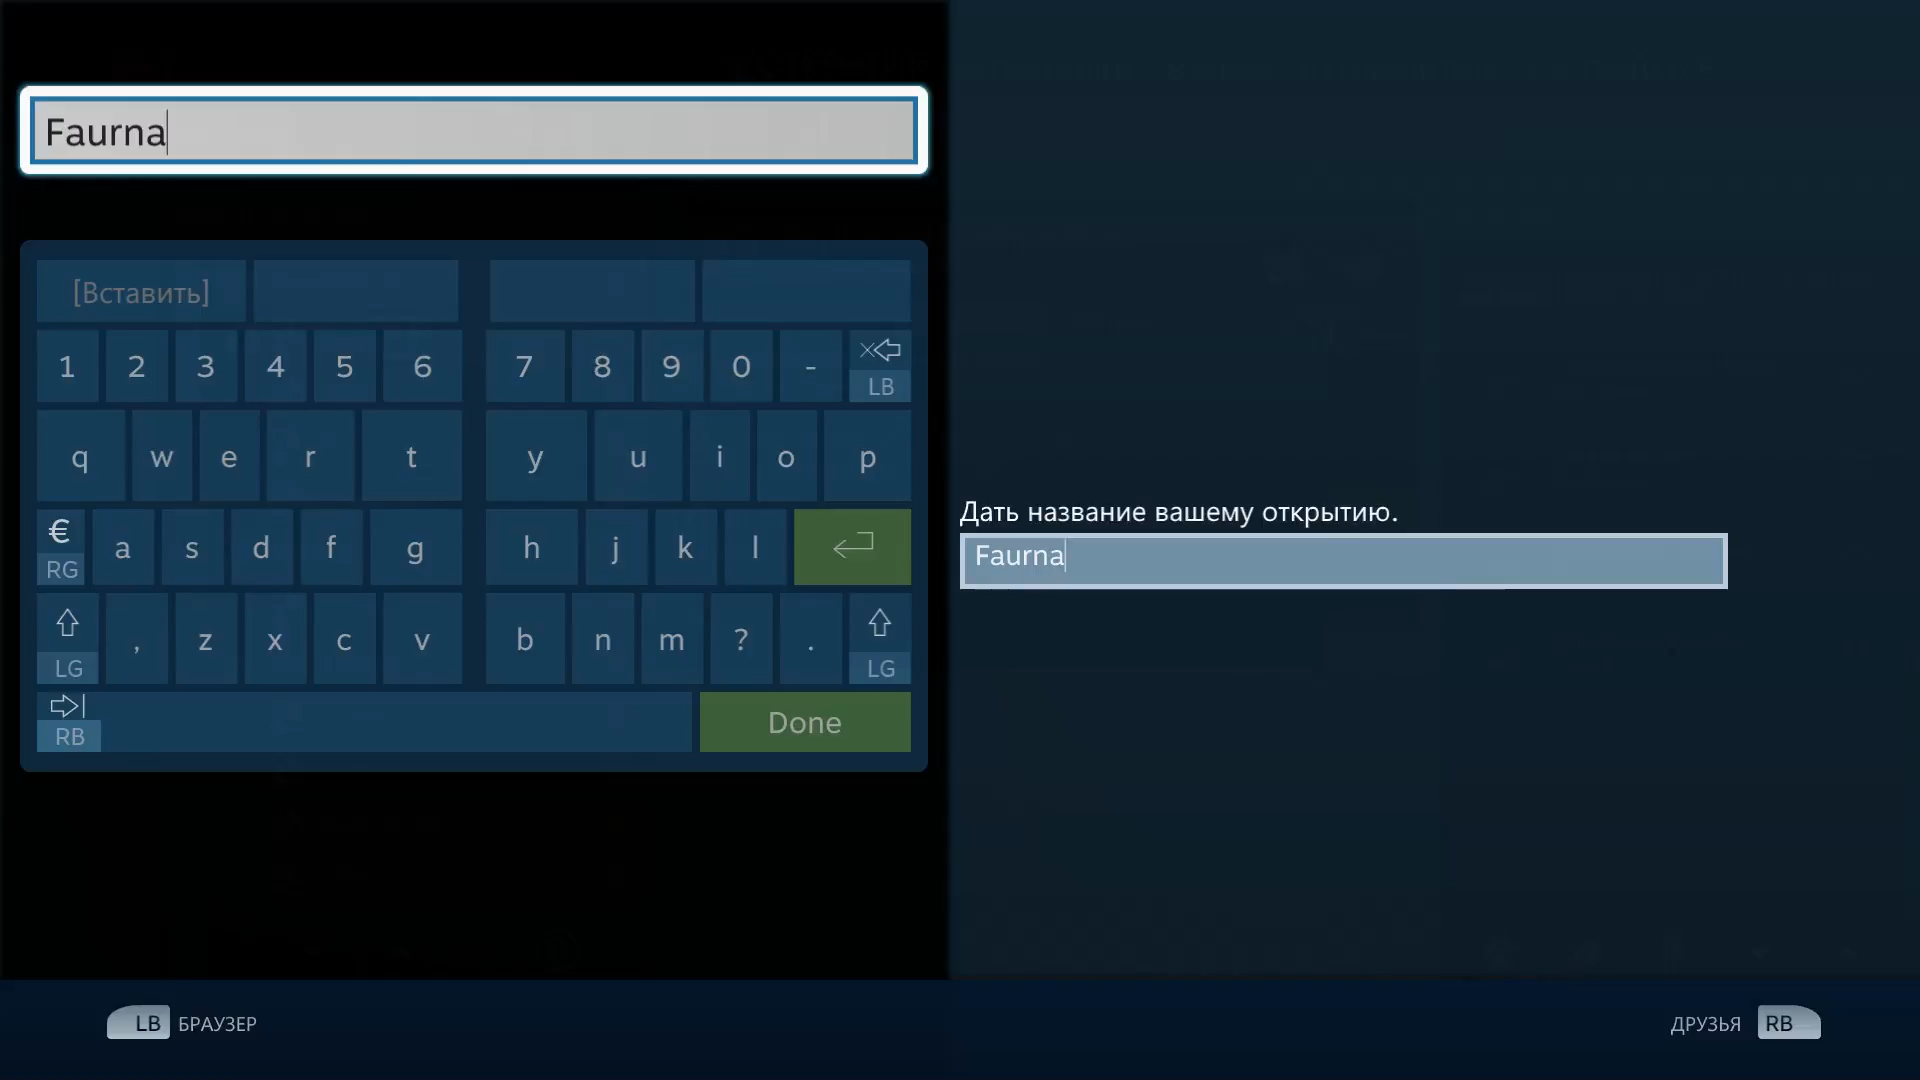 Faurna
[Вставить]
1 2 3 4 5 6 7 8 9 0 -
LB
q w e r t y u i o p
€ a s d f g h j k l
RG
, z x c v b n m ? .
LG LG
RB
Done
Дать название вашему открытию.
Faurna
LB БРАУЗЕР
ДРУЗЬЯ RB